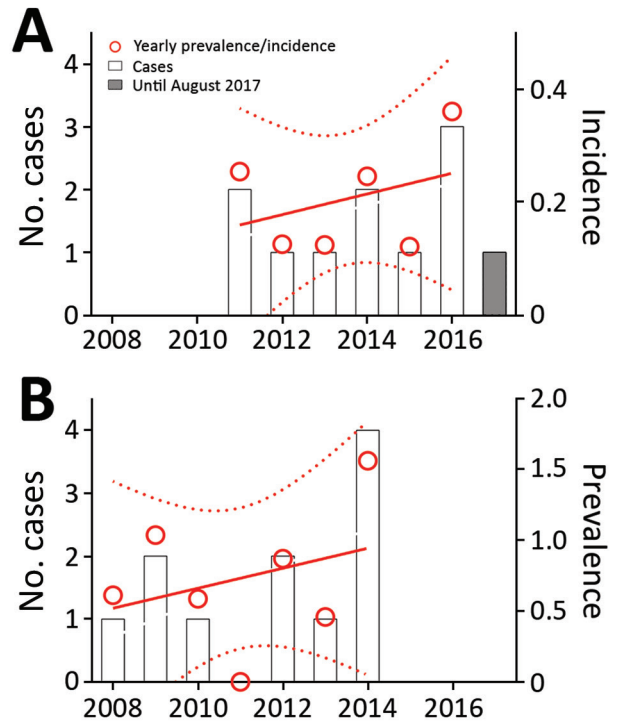 A
Yearly prevalence/incidence
Cases
Until August 2017
No. cases
4
3
2
1
0
Incidence
0.4
0.2
0
2008 2010 2012 2014 2016
B
No. cases
4
3
2
1
0
Prevalence
2.0
1.5
1.0
0.5
0
2008 2010 2012 2014 2016